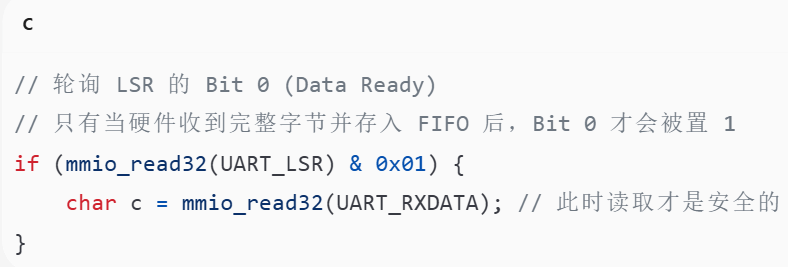 c
// 轮询 LSR 的 Bit 0 (Data Ready)
// 只有当硬件收到完整字节并存入 FIFO 后，Bit 0 才会被置 1
if (mmio_read32(UART_LSR) & 0x01) {
    char c = mmio_read32(UART_RXDATA); // 此时读取才是安全的
}